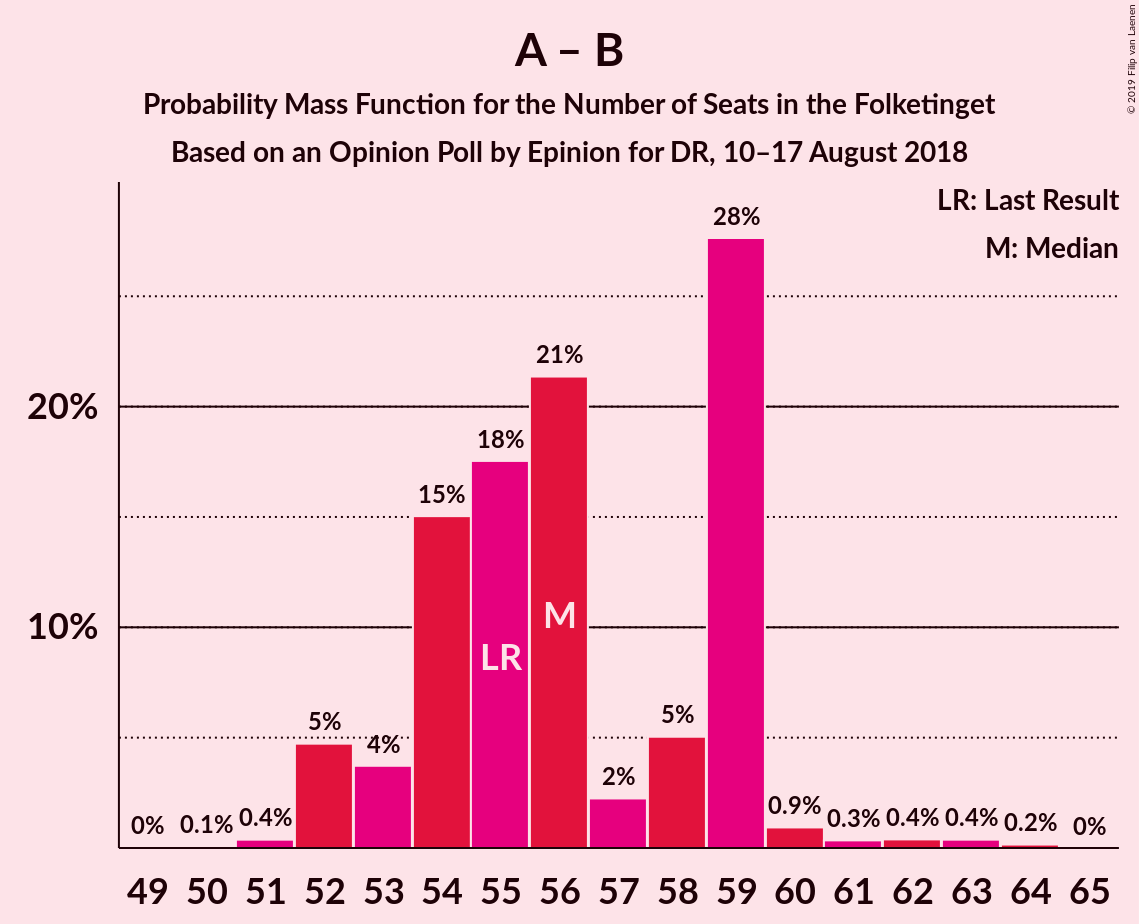 A – B
Probability Mass Function for the Number of Seats in the Folketinget
Based on an Opinion Poll by Epinion for DR, 10–17 August 2018
© 2019 Filip van Laenen
LR: Last Result
M: Median
28%
21%
20%
18%
15%
10%
M
LR
5%
4%
5%
2%
0%
0.1%
0.4%
0.9%
0.3%
0.4%
0.4%
0.2%
0%
49 50 51 52 53 54 55 56 57 58 59 60 61 62 63 64 65